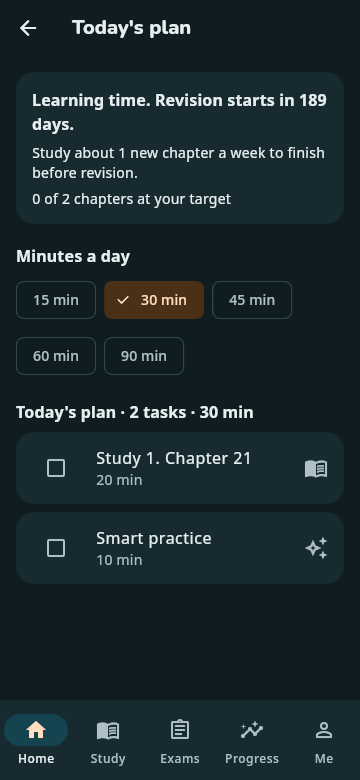 Today's plan
Learning time. Revision starts in 189
days.
Study about 1 new chapter a week to finish
before revision.
0 of 2 chapters at your target
Minutes a day
15 min
30 min
45 min
60 min
90 min
Today's plan · 2 tasks · 30 min
Study 1. Chapter 21
20 min
Smart practice
10 min
Home
Study
Exams
Progress
Me